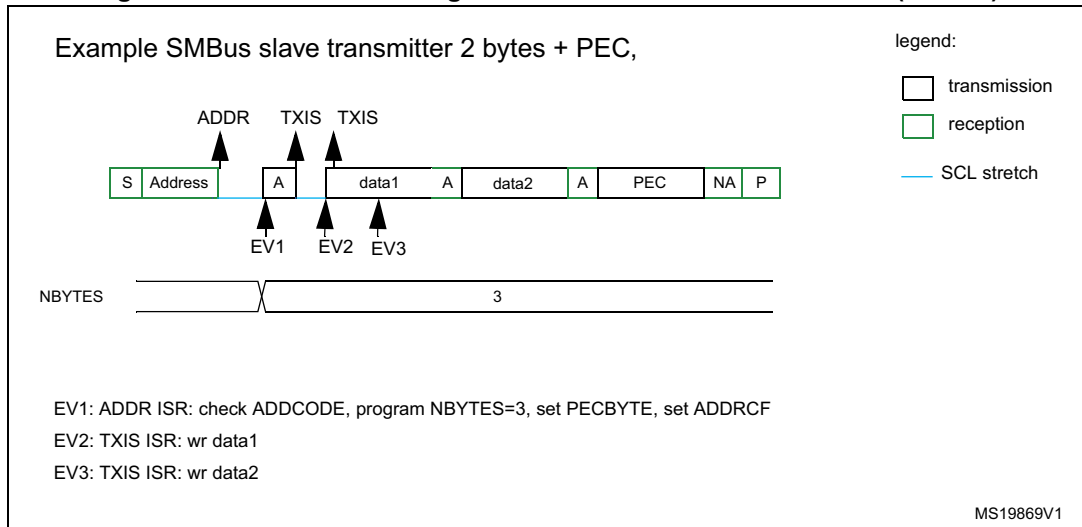 Example SMBus slave transmitter 2 bytes + PEC,
legend:
transmission
reception
SCL stretch
ADDR TXIS TXIS
S Address A data1 A data2 A PEC NA P
EV1 EV2 EV3
NBYTES 3
EV1: ADDR ISR: check ADDCODE, program NBYTES=3, set PECBYTE, set ADDRCF
EV2: TXIS ISR: wr data1
EV3: TXIS ISR: wr data2
MS19869V1